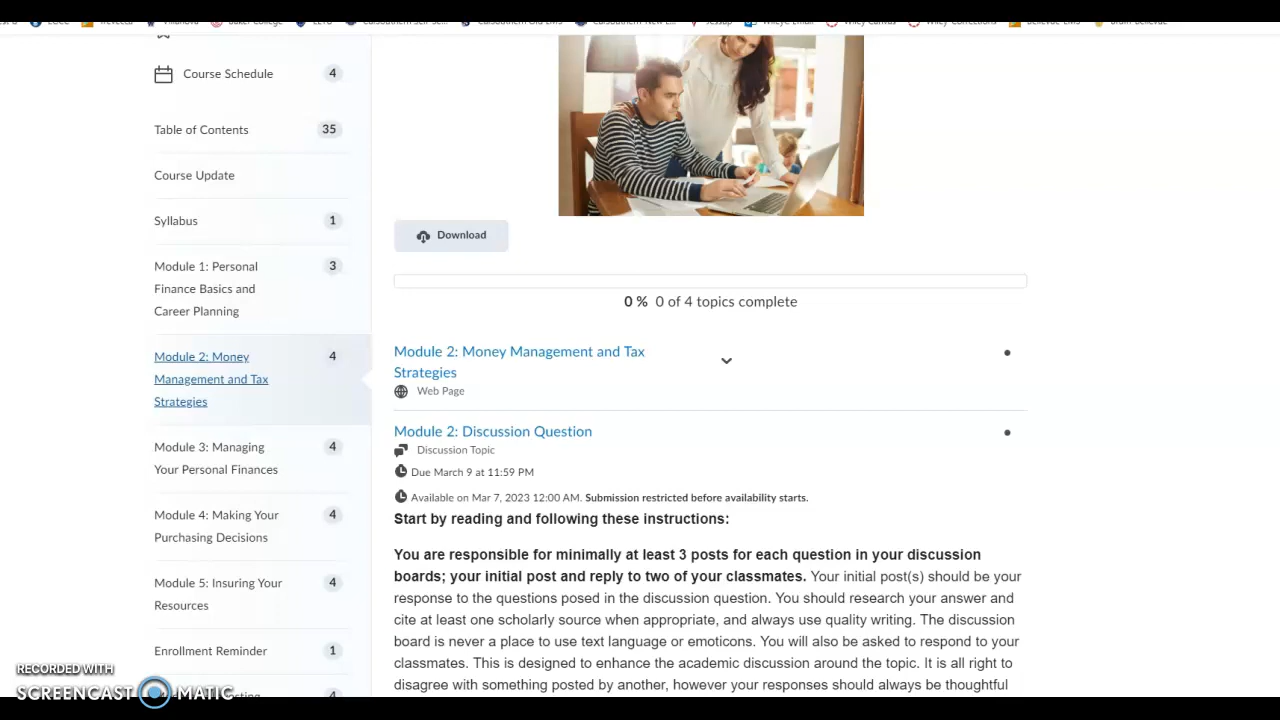 Course Schedule 4
Table of Contents 35
Course Update
Syllabus 1
Module 1: Personal 3
Finance Basics and
Career Planning
Module 2: Money 4
Management and Tax
Strategies
Module 3: Managing 4
Your Personal Finances
Module 4: Making Your 4
Purchasing Decisions
Module 5: Insuring Your 4
Resources
Enrollment Reminder 1
RECORDED WITH
SCREENCAST MATIC
Download
0 % 0 of 4 topics complete
Module 2: Money Management and Tax
Strategies
Web Page
Module 2: Discussion Question
Discussion Topic
Due March 9 at 11:59 PM
Available on Mar 7, 2023 12:00 AM. Submission restricted before availability starts.
Start by reading and following these instructions:
You are responsible for minimally at least 3 posts for each question in your discussion
boards; your initial post and reply to two of your classmates. Your initial post(s) should be your
response to the questions posed in the discussion question. You should research your answer and
cite at least one scholarly source when appropriate, and always use quality writing. The discussion
board is never a place to use text language or emoticons. You will also be asked to respond to your
classmates. This is designed to enhance the academic discussion around the topic. It is all right to
disagree with something posted by another, however your responses should always be thoughtful